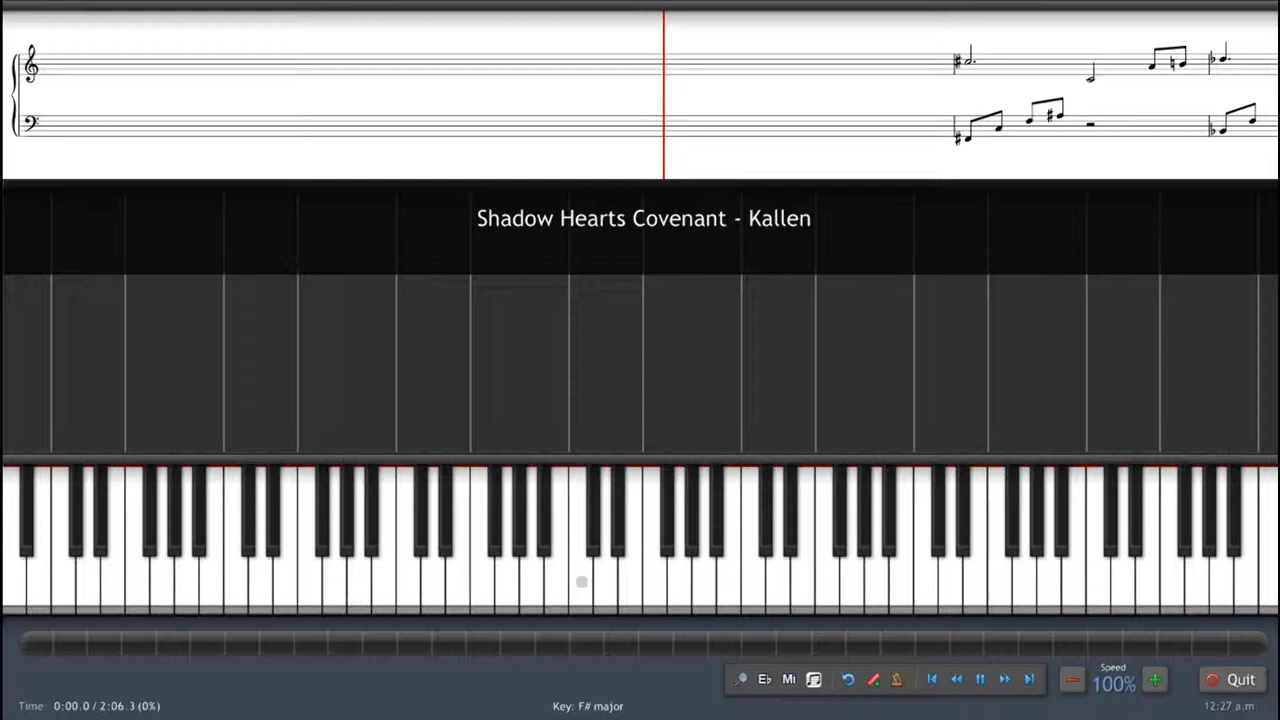 Shadow Hearts Covenant - Kallen
Speed
E♭ Mi 100% Quit
Time: 0:00.0 / 2:06.3 (0%) Key: F# major 12:27 a.m